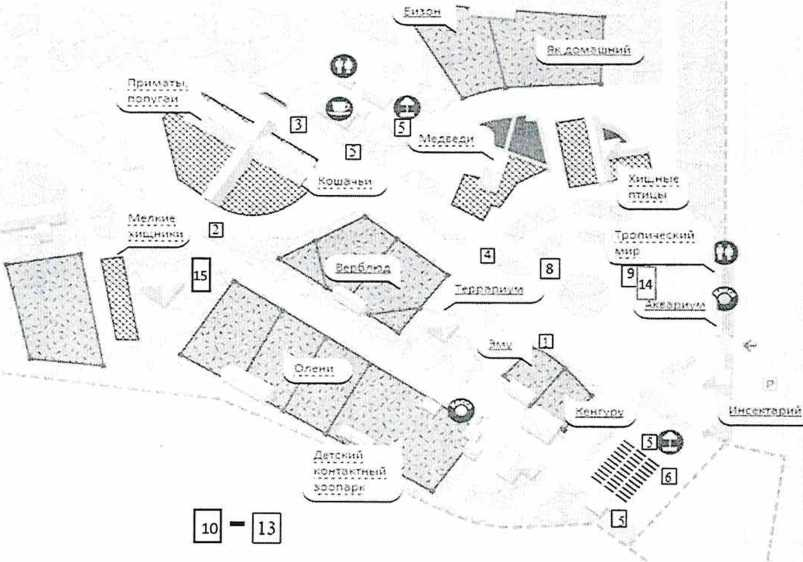 Бизон
Як домашний
Приматы,
попугаи
3
5
3
Медведи
Кошачьи
Хищные
птицы
Мелкие
хищники
2
Тропический
мир
4
8
9
14
15
Верблюд
Террариум
Аквариум
Эму
1
Олени
Кенгуру
P
Инсектарий
Детский
контактный
зоопарк
5
6
5
10 – 13